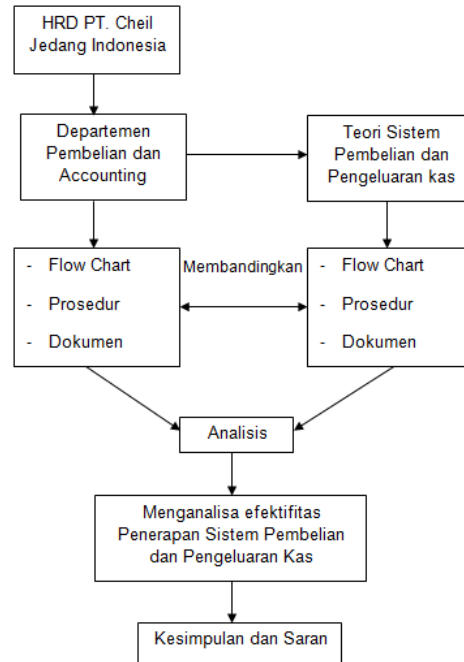 HRD PT. Cheil
Jedang Indonesia
Departemen
Pembelian dan
Accounting
Teori Sistem
Pembelian dan
Pengeluaran kas
- Flow Chart
- Prosedur
- Dokumen
Membandingkan
- Flow Chart
- Prosedur
- Dokumen
Analisis
Menganalisa efektifitas
Penerapan Sistem Pembelian
dan Pengeluaran Kas
Kesimpulan dan Saran